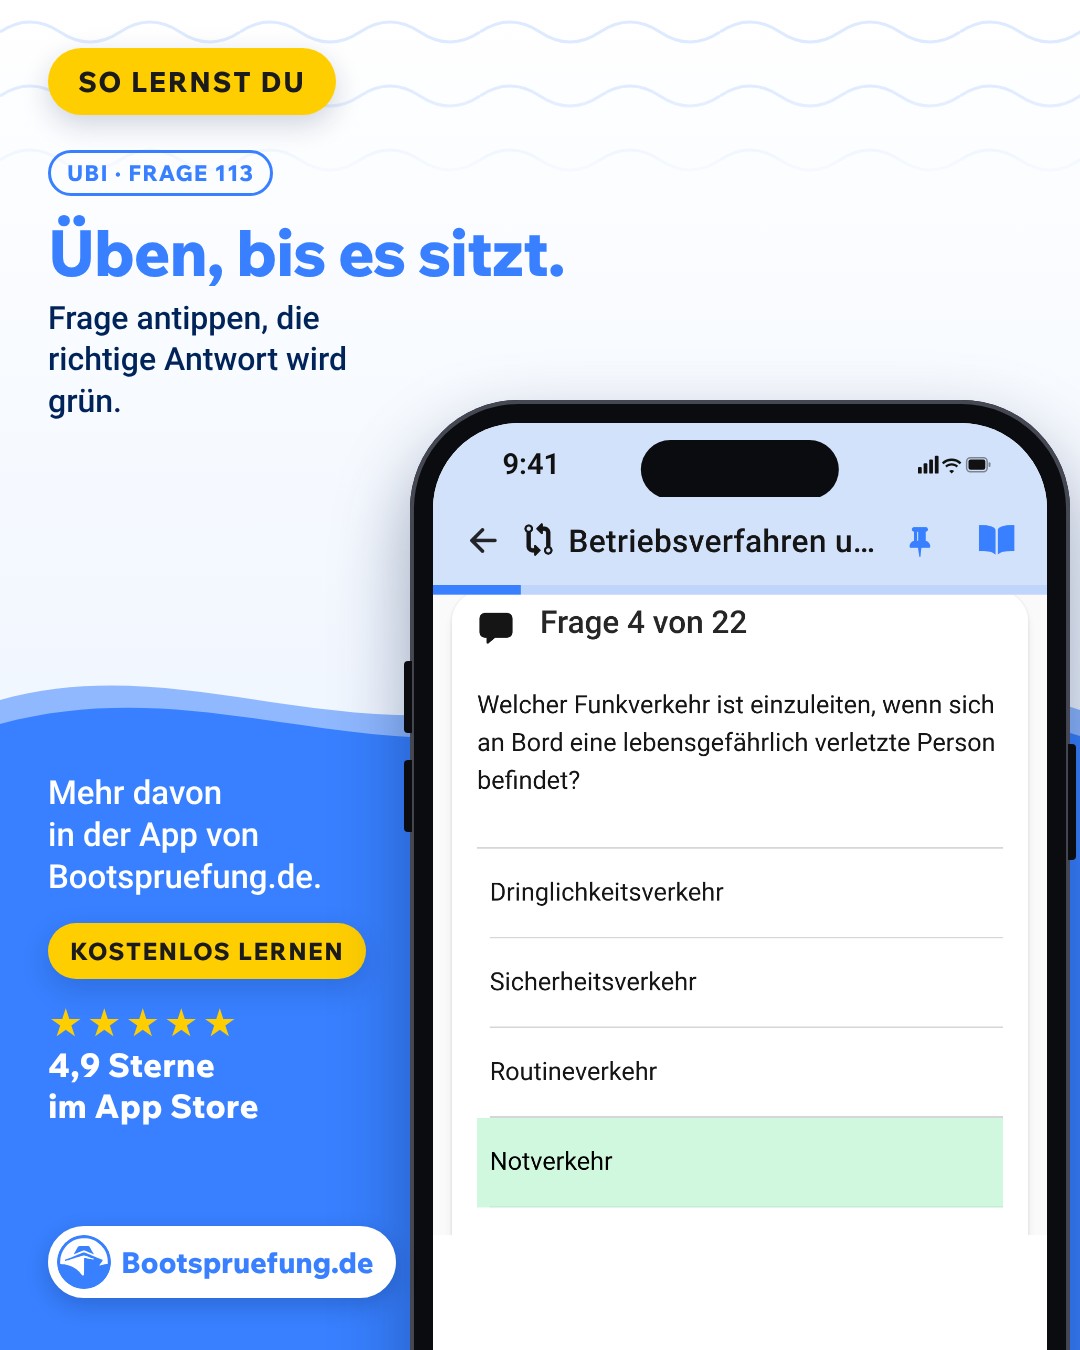 SO LERNST DU
UBI · FRAGE 113
Üben, bis es sitzt.
Frage antippen, die
richtige Antwort wird
grün.
9:41
Betriebsverfahren u...
Frage 4 von 22
Welcher Funkverkehr ist einzuleiten, wenn sich
an Bord eine lebensgefährlich verletzte Person
befindet?
Dringlichkeitsverkehr
Sicherheitsverkehr
Routineverkehr
Notverkehr
Mehr davon
in der App von
Bootspruefung.de.
KOSTENLOS LERNEN
★★★★★
4,9 Sterne
im App Store
Bootspruefung.de